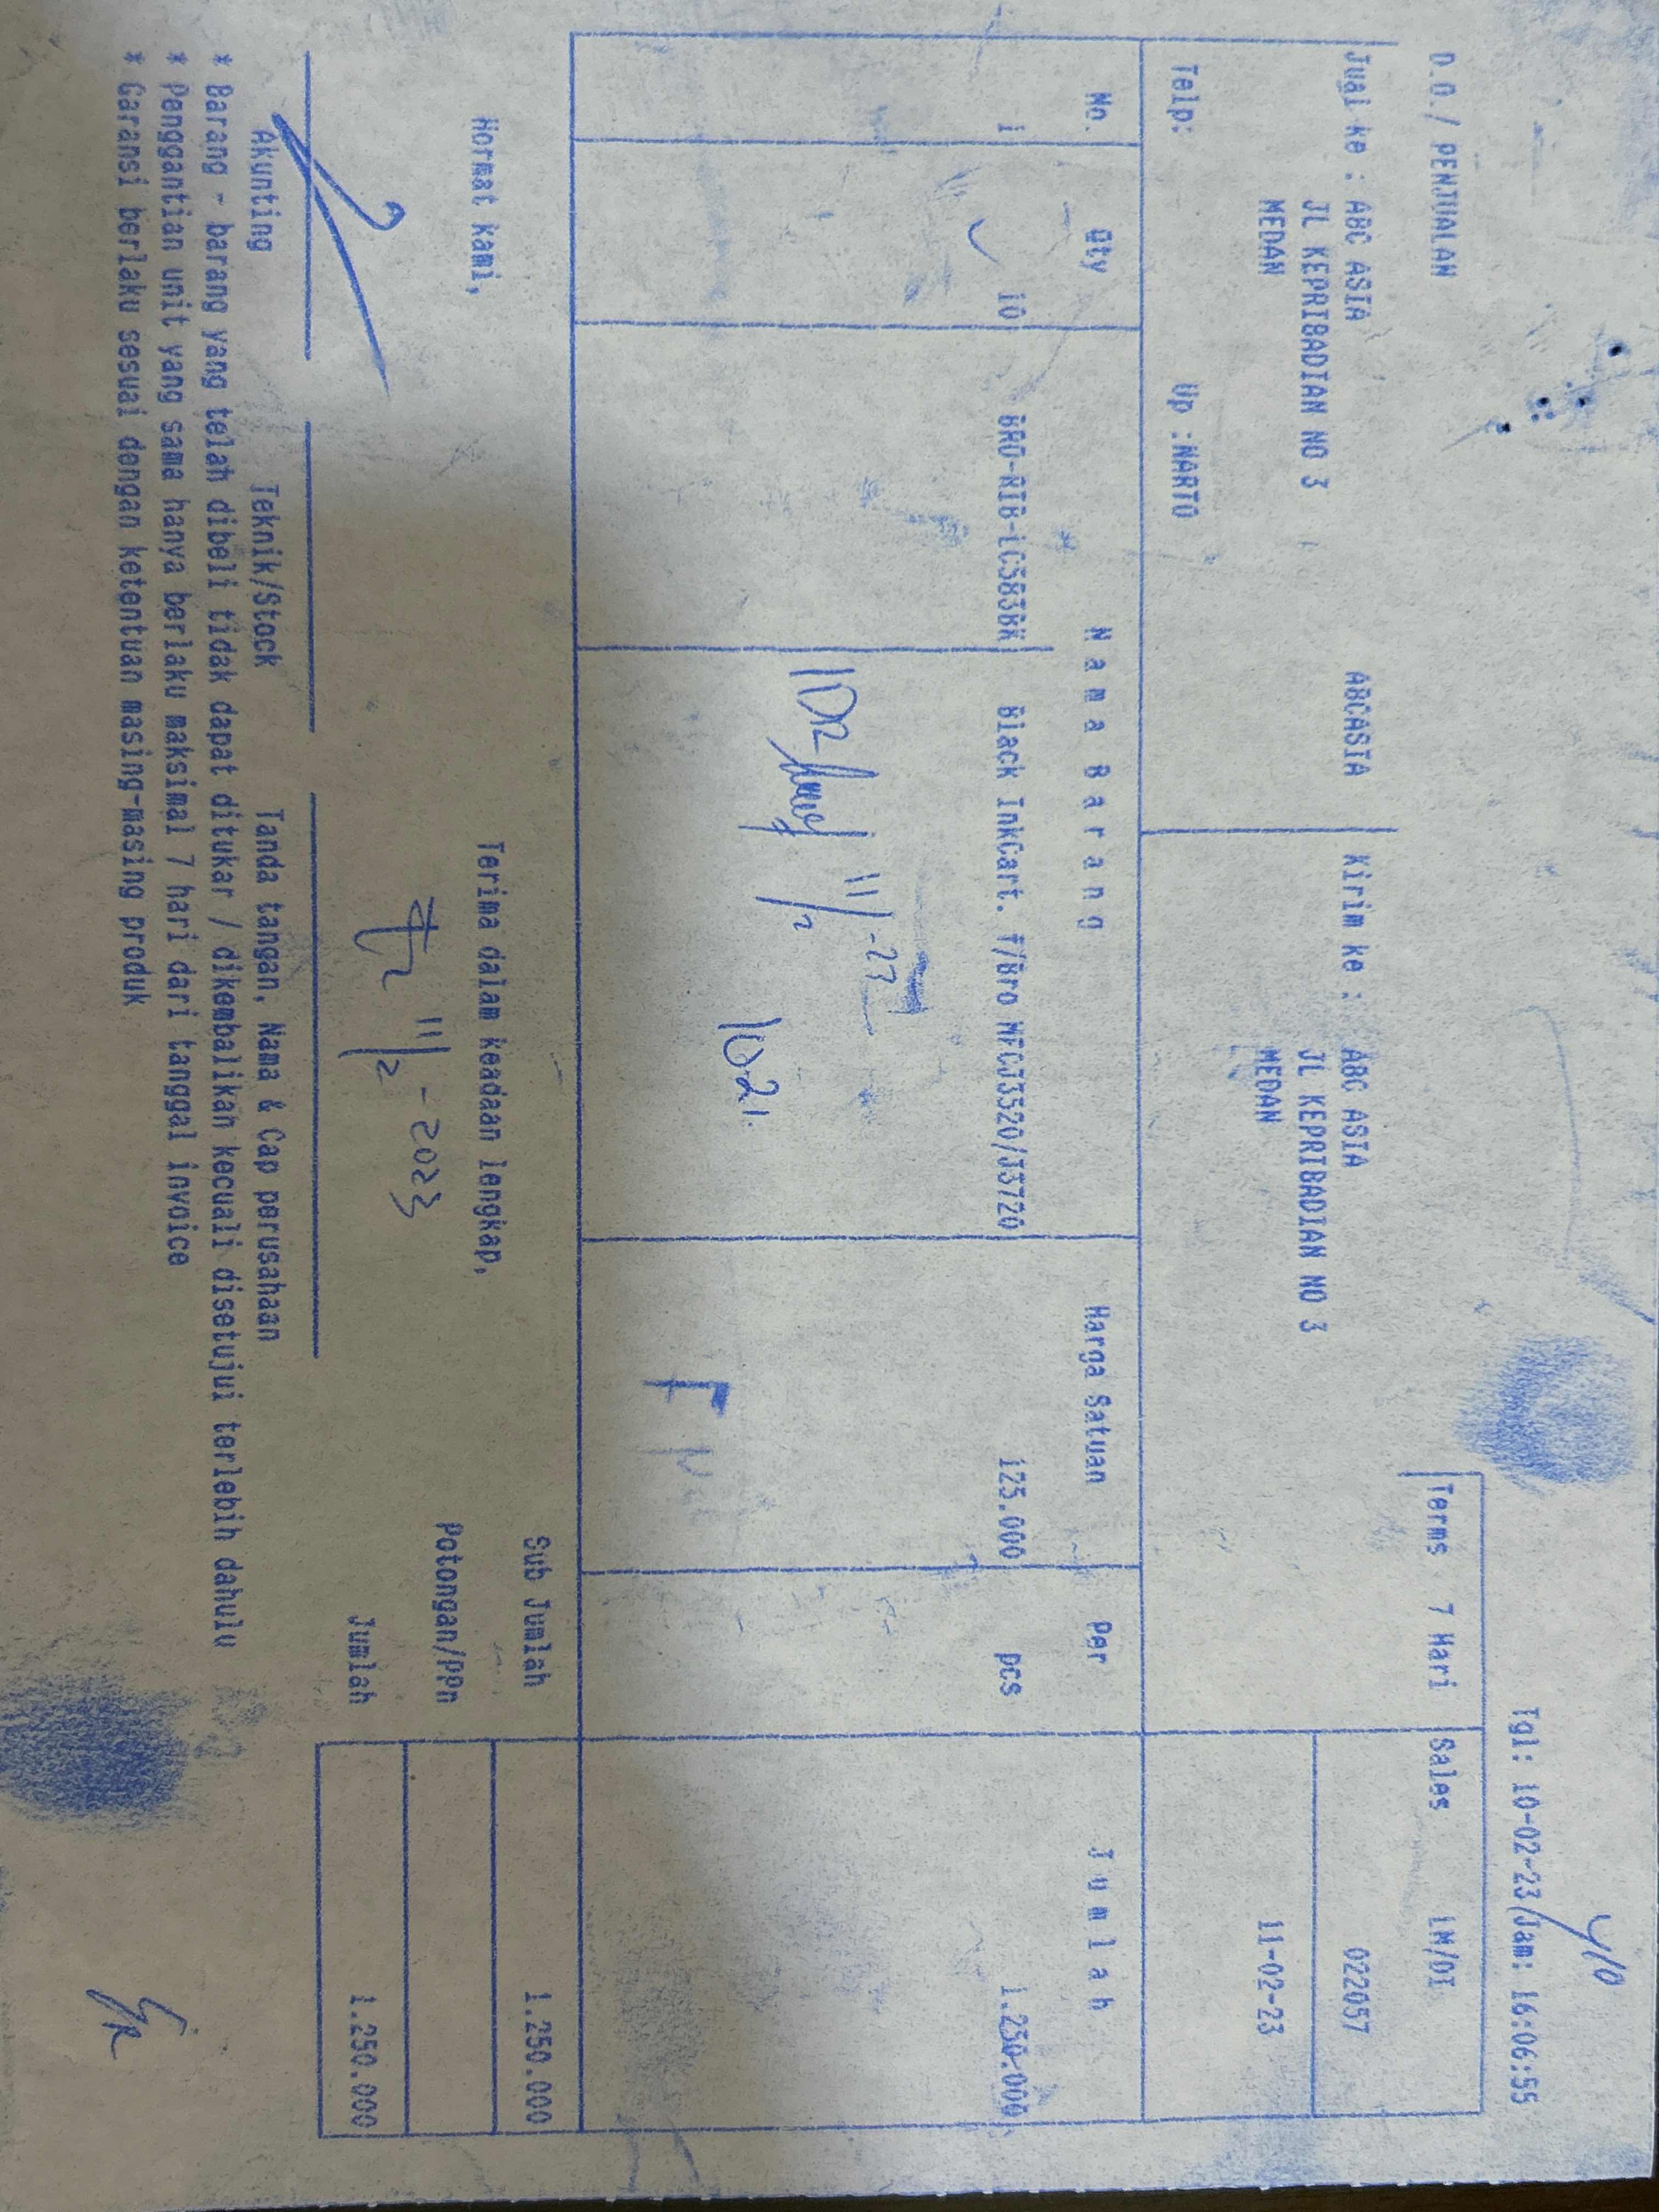 Tgl: 10-02-23/Jam: 16:06:55
D.O./ PENJUALAN
Terms 7 Hari Sales LM/DI
Jual ke : ABC ASIA ABCASIA Kirim ke : ABC ASIA 022057
JL KEPRIBADIAN NO 3 JL KEPRIBADIAN NO 3
MEDAN MEDAN 11-02-23
Telp: Up :NARTO
No. Qty Nama Barang Harga Satuan Per Jumlah
1 10 BRO-RIB-LC583BK Black InkCart. f/Bro MFCJ3520/J3720 125.000 pcs 1.250.000
11/2
10.21.
Sub Jumlah 1.250.000
Hormat kami, Terima dalam keadaan lengkap,
Potongan/PPn
11/2 - 2023
Jumlah 1.250.000
Akunting Teknik/Stock Tanda tangan, Nama & Cap perusahaan
* Barang - barang yang telah dibeli tidak dapat ditukar / dikembalikan kecuali disetujui terlebih dahulu
* Penggantian unit yang sama hanya berlaku maksimal 7 hari dari tanggal invoice
* Garansi berlaku sesuai dengan ketentuan masing-masing produk